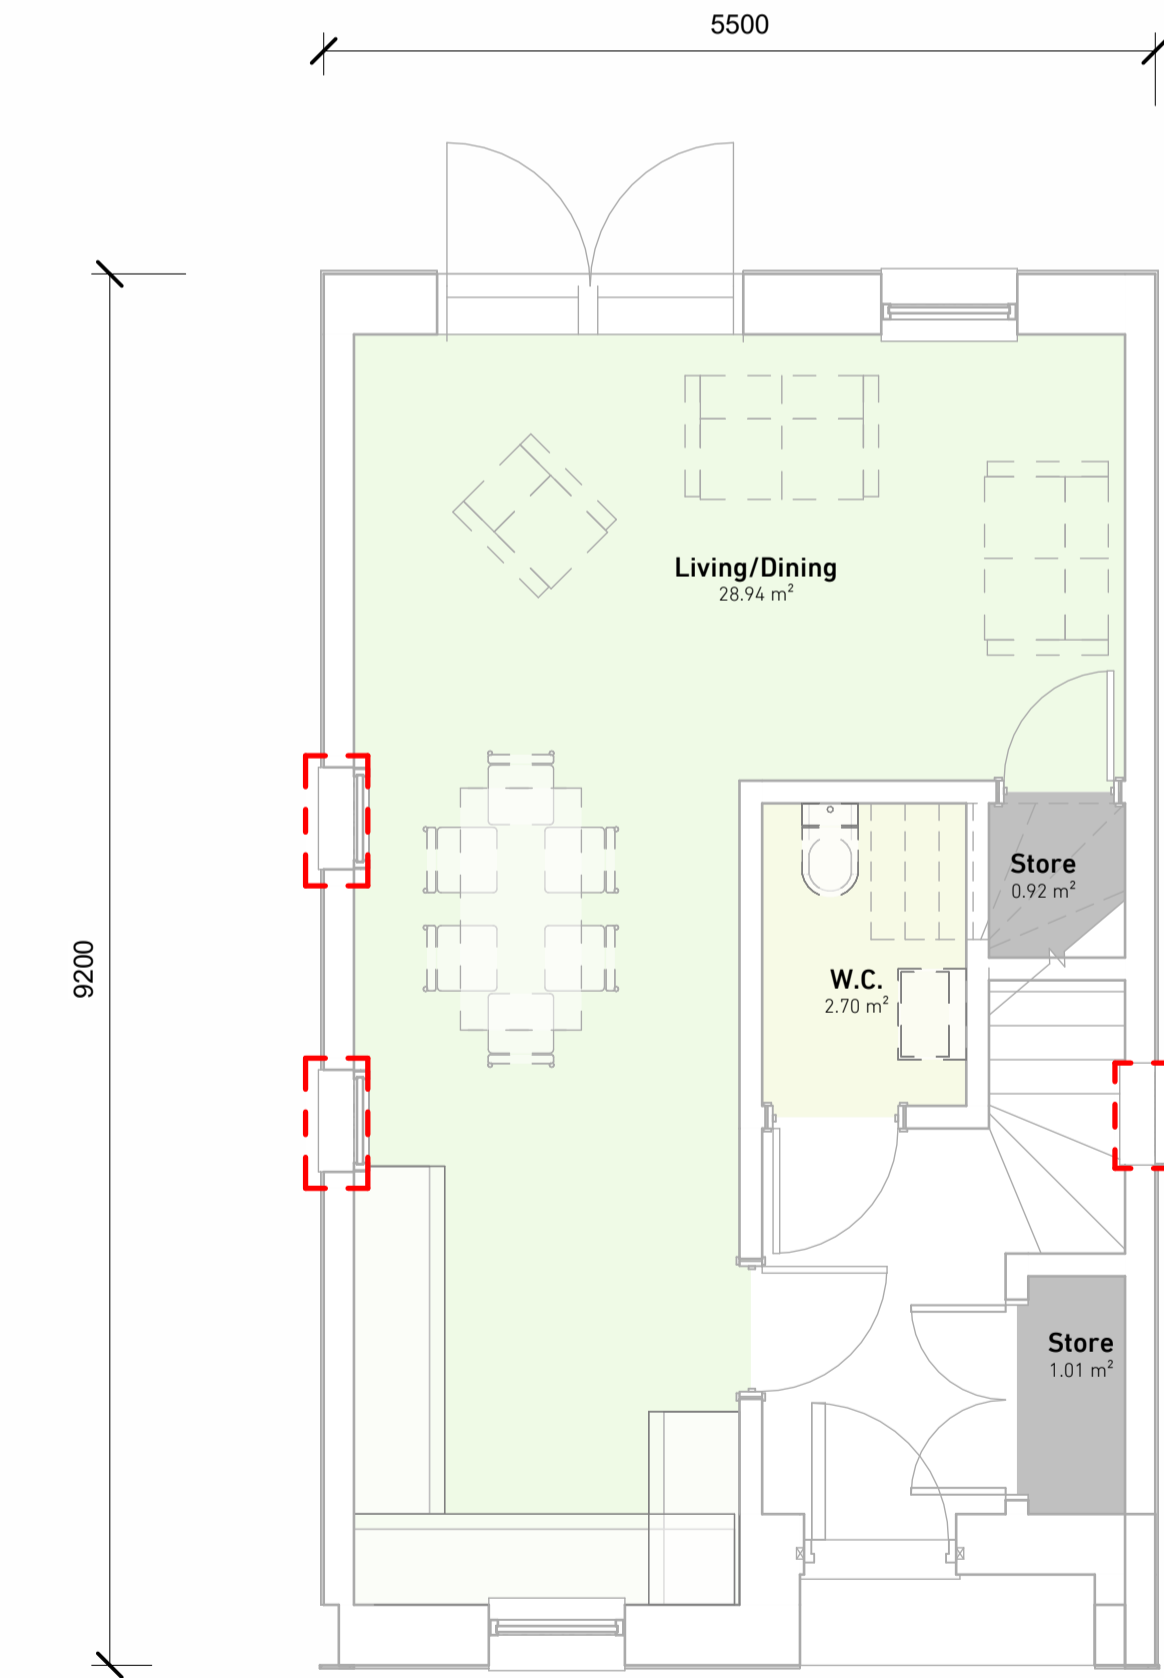 5500
9200
Living/Dining
28.94 m²
Store
0.92 m²
W.C.
2.70 m²
Store
1.01 m²